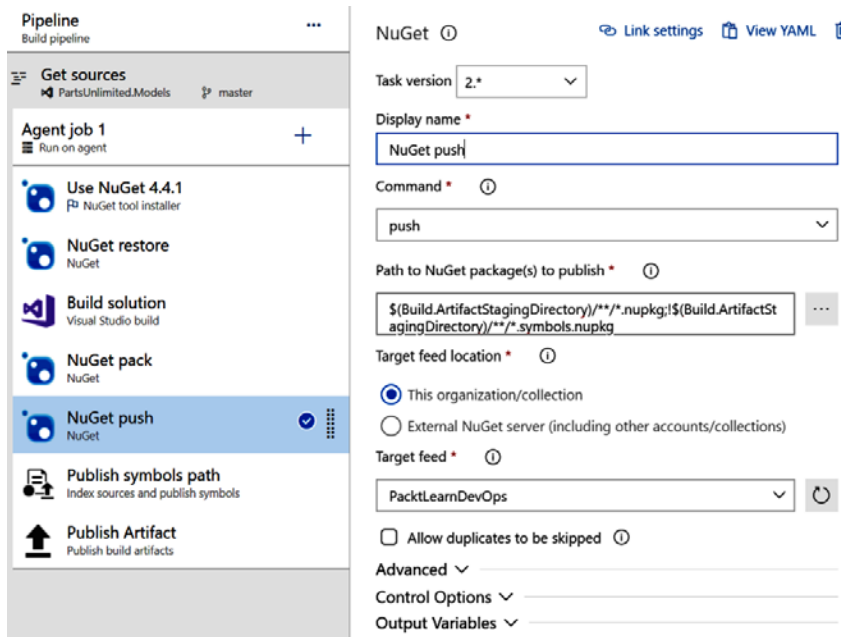 Pipeline
...
Build pipeline
Get sources
PartsUnlimited.Models master
Agent job 1
Run on agent
Use NuGet 4.4.1
NuGet tool installer
NuGet restore
NuGet
Build solution
Visual Studio build
NuGet pack
NuGet
NuGet push
NuGet
Publish symbols path
Index sources and publish symbols
Publish Artifact
Publish build artifacts
NuGet
Link settings View YAML
Task version 2.*
Display name *
NuGet push
Command *
push
Path to NuGet package(s) to publish *
$(Build.ArtifactStagingDirectory)/**/*.nupkg;!$(Build.ArtifactSt
agingDirectory)/**/*.symbols.nupkg
...
Target feed location *
This organization/collection
External NuGet server (including other accounts/collections)
Target feed *
PacktLearnDevOps
Allow duplicates to be skipped
Advanced
Control Options
Output Variables